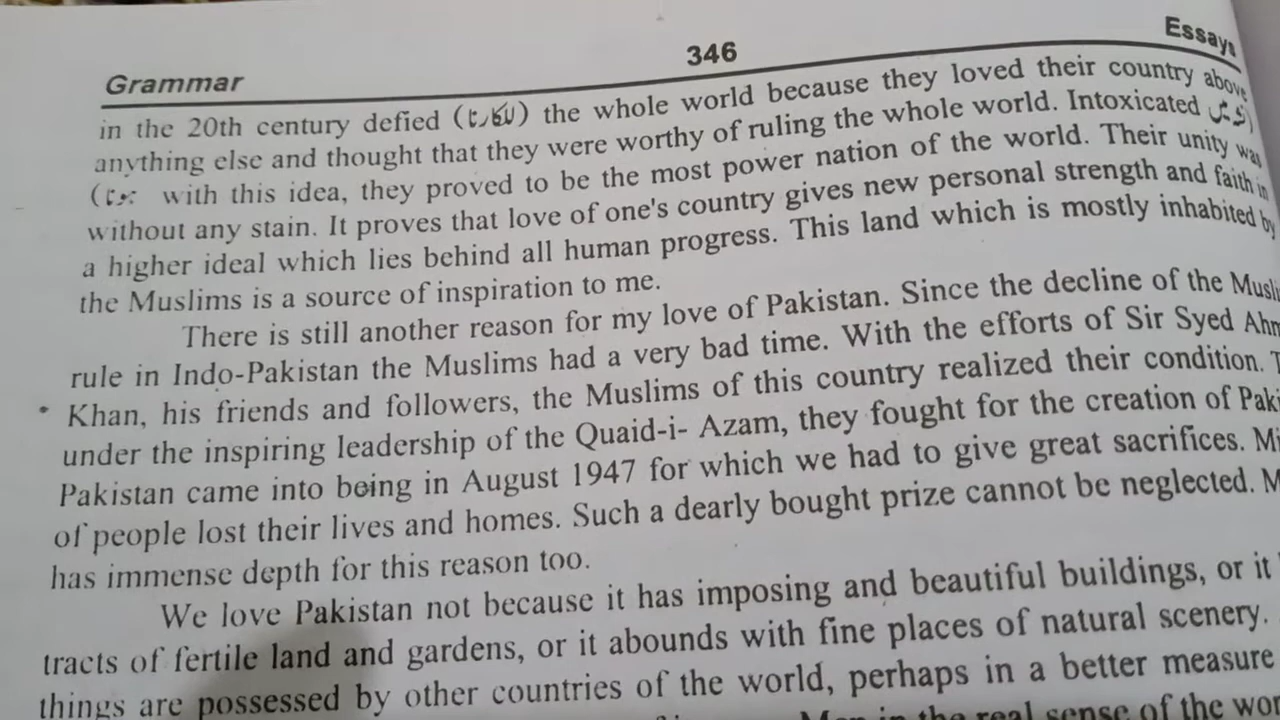 Grammar 346 Essays
in the 20th century defied the whole world because they loved their country above
anything else and thought that they were worthy of ruling the whole world. Intoxicated
with this idea, they proved to be the most power nation of the world. Their unity was
without any stain. It proves that love of one's country gives new personal strength and faith in
a higher ideal which lies behind all human progress. This land which is mostly inhabited by
the Muslims is a source of inspiration to me.
There is still another reason for my love of Pakistan. Since the decline of the
rule in Indo-Pakistan the Muslims had a very bad time. With the efforts of Sir Syed
Khan, his friends and followers, the Muslims of this country realized their condition.
under the inspiring leadership of the Quaid-i- Azam, they fought for the creation of
Pakistan came into being in August 1947 for which we had to give great sacrifices.
of people lost their lives and homes. Such a dearly bought prize cannot be neglected.
has immense depth for this reason too.
We love Pakistan not because it has imposing and beautiful buildings, or it
tracts of fertile land and gardens, or it abounds with fine places of natural scenery.
things are possessed by other countries of the world, perhaps in a better measure
Men in the real sense of the